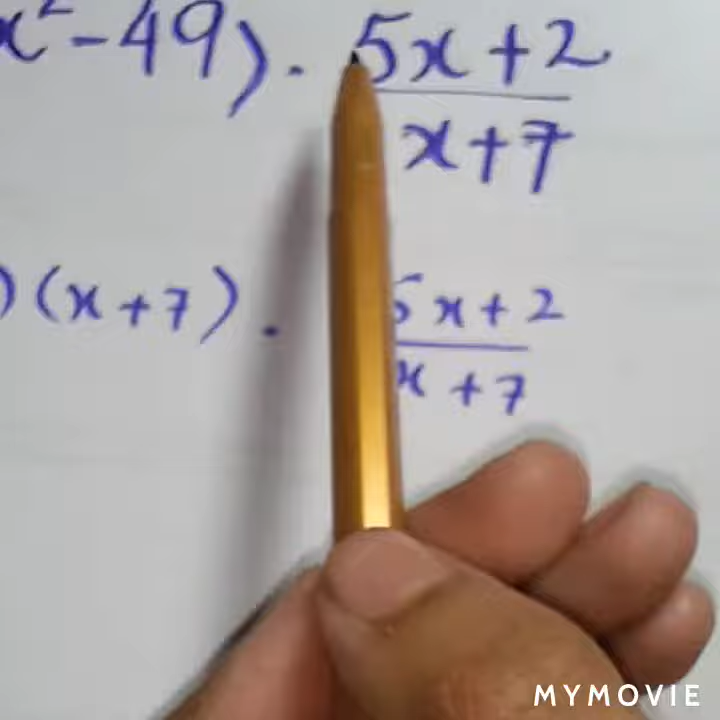 x² - 49) . 5x + 2
x + 7
) (x + 7) . 5x + 2
x + 7
MYMOVIE